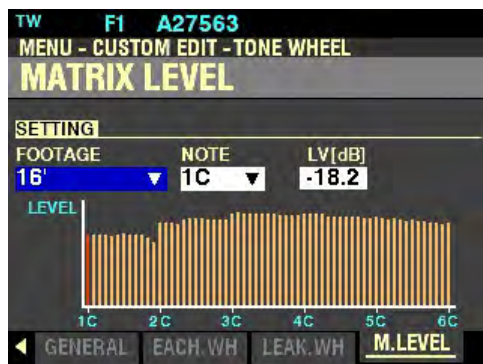 TW F1 A27563
MENU - CUSTOM EDIT - TONE WHEEL
MATRIX LEVEL
SETTING
FOOTAGE NOTE LV[dB]
16' ▼ 1C ▼ -18.2
LEVEL
1C 2C 3C 4C 5C 6C
◀ GENERAL EACH.WH LEAK.WH M.LEVEL